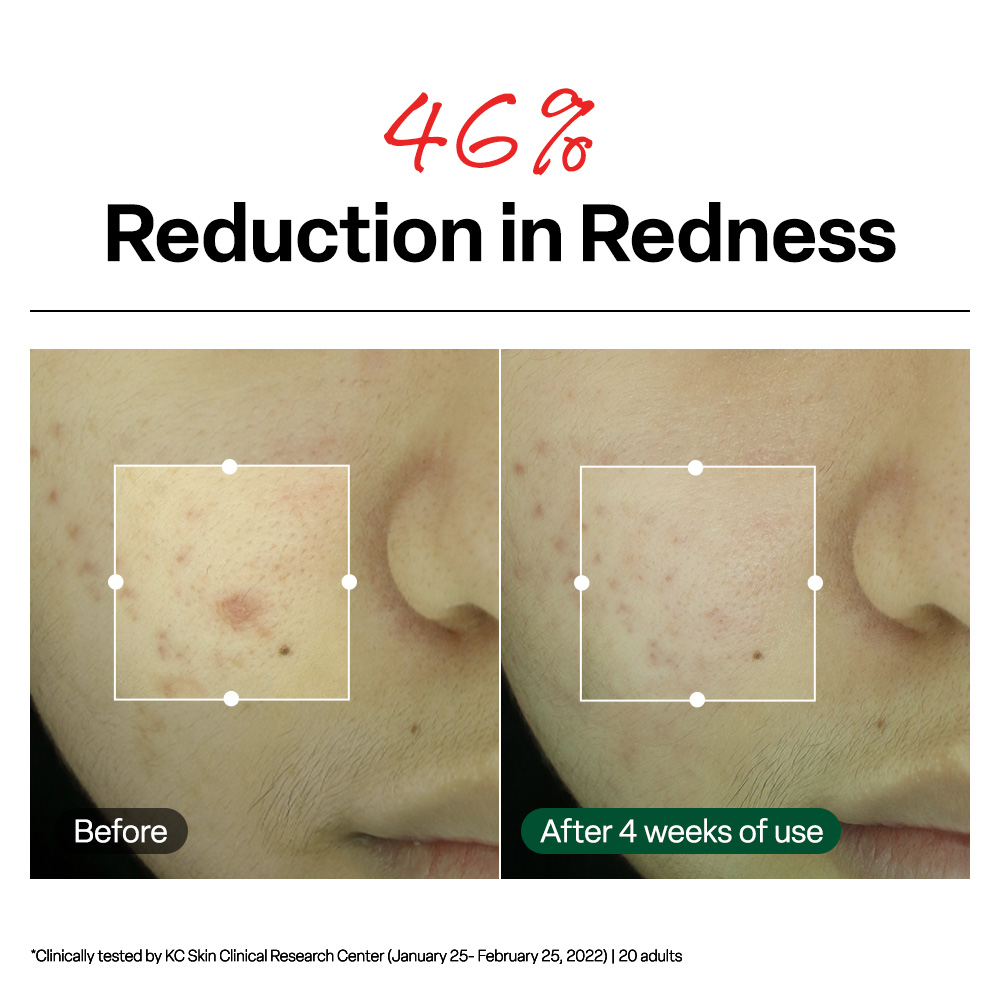 46%
Reduction in Redness
Before
After 4 weeks of use
*Clinically tested by KC Skin Clinical Research Center (January 25- February 25, 2022) | 20 adults